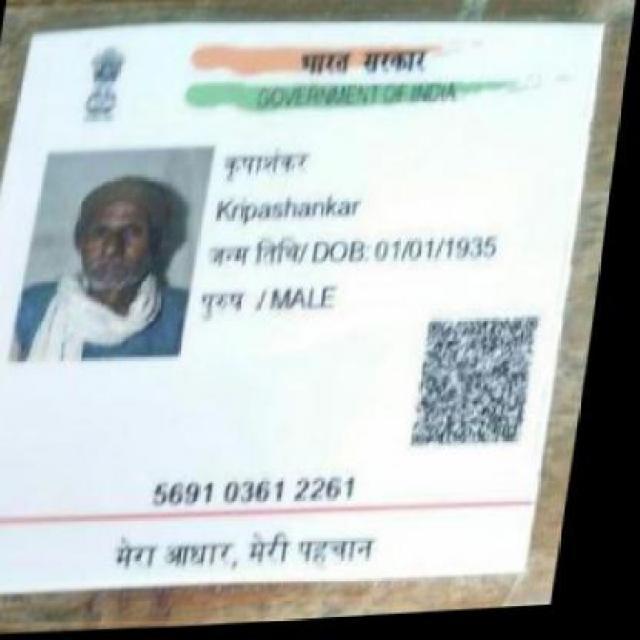 भारत सरकार
GOVERNMENT OF INDIA
कृपाशंकर
Kripashankar
जन्म तिथि/ DOB: 01/01/1935
पुरुष / MALE
5691 0361 2261
मेरा आधार, मेरी पहचान